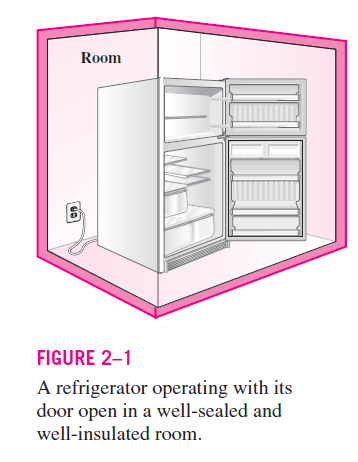 Room
FIGURE 2–1
A refrigerator operating with its
door open in a well-sealed and
well-insulated room.